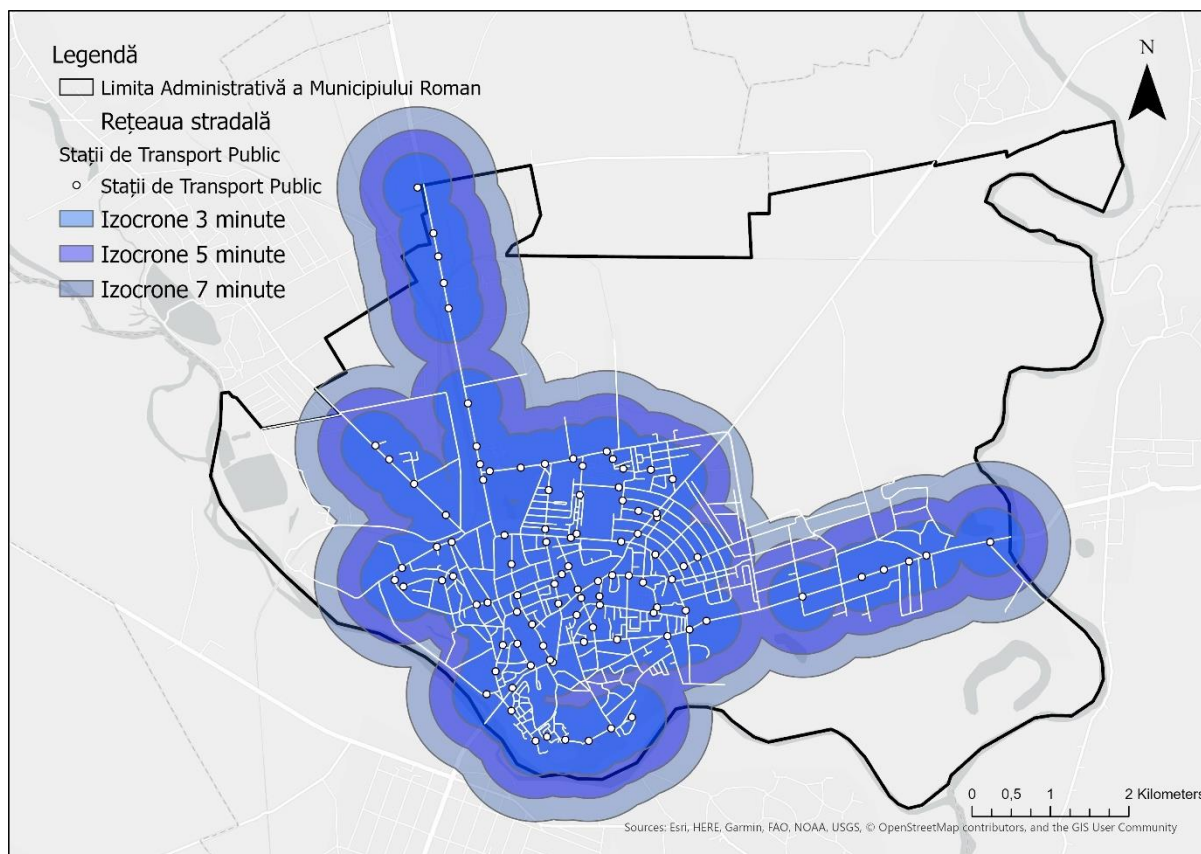 Legendă
Limita Administrativă a Municipiului Roman
Rețeaua stradală
Stații de Transport Public
Stații de Transport Public
Izocrone 3 minute
Izocrone 5 minute
Izocrone 7 minute
N
0 0,5 1 2 Kilometers
Sources: Esri, HERE, Garmin, FAO, NOAA, USGS, © OpenStreetMap contributors, and the GIS User Community